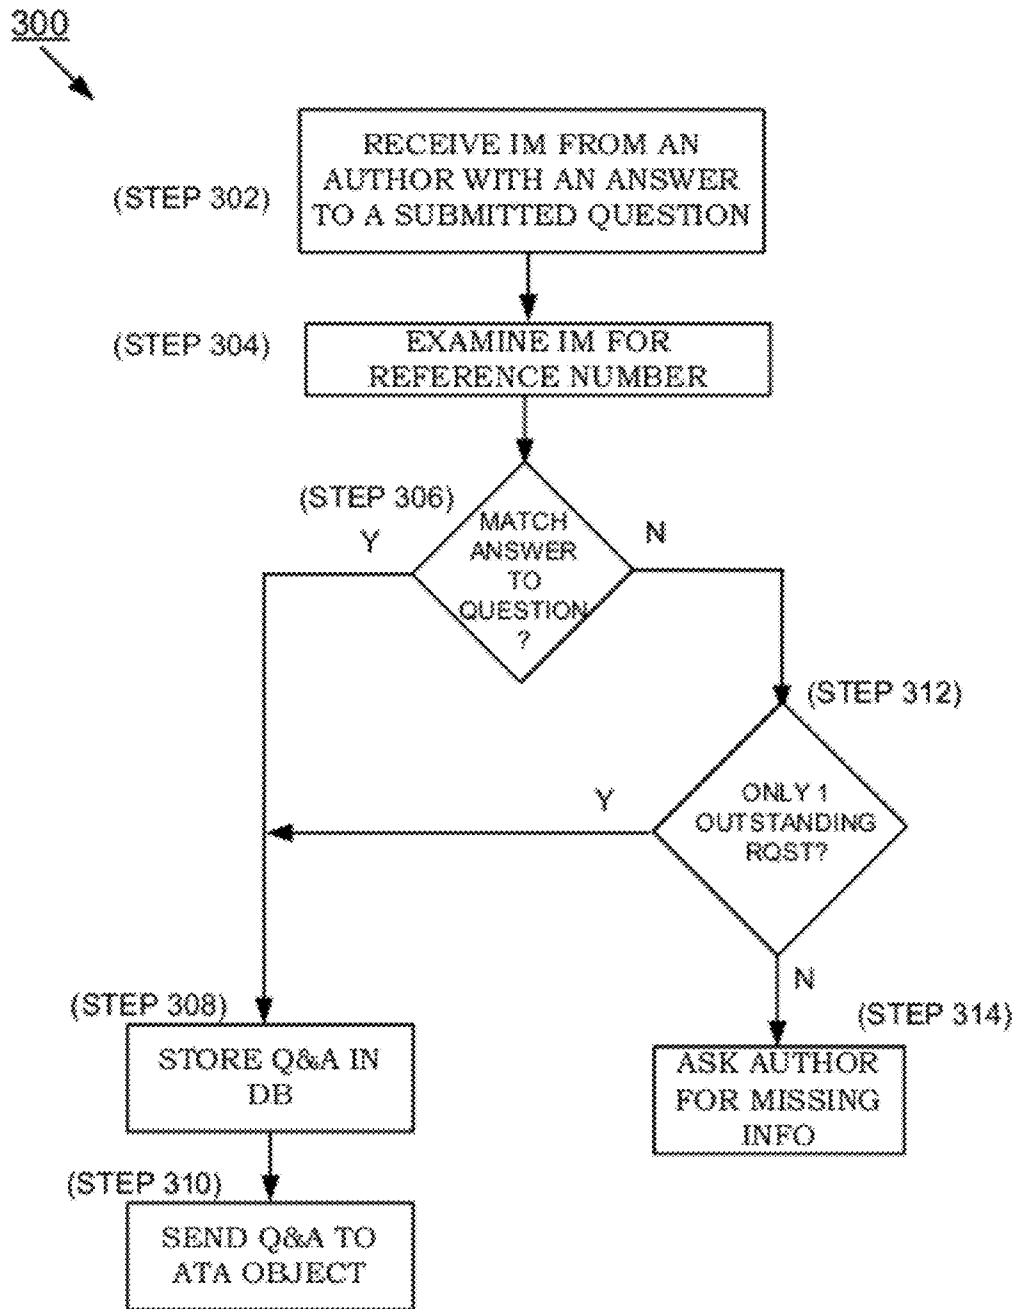 300
(STEP 302)
RECEIVE IM FROM AN
AUTHOR WITH AN ANSWER
TO A SUBMITTED QUESTION
(STEP 304)
EXAMINE IM FOR
REFERENCE NUMBER
(STEP 306)
Y
MATCH
ANSWER
TO
QUESTION
?
N
(STEP 312)
Y
ONLY 1
OUTSTANDING
RQST?
N
(STEP 308)
STORE Q&A IN
DB
(STEP 314)
ASK AUTHOR
FOR MISSING
INFO
(STEP 310)
SEND Q&A TO
ATA OBJECT